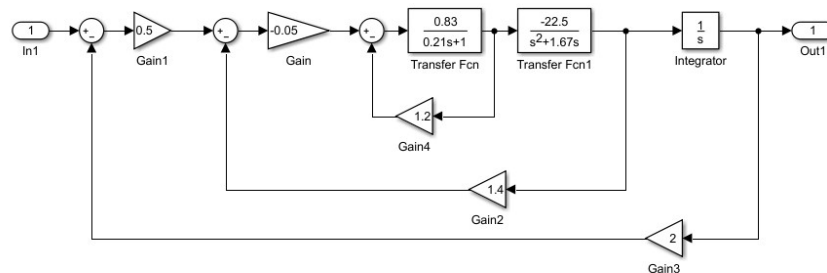 1
In1
+
−
0.5
Gain1
+
−
-0.05
Gain
+
−
0.83
0.21s+1
Transfer Fcn
-22.5
s²+1.67s
Transfer Fcn1
1
s
Integrator
1
Out1
1.2
Gain4
1.4
Gain2
2
Gain3